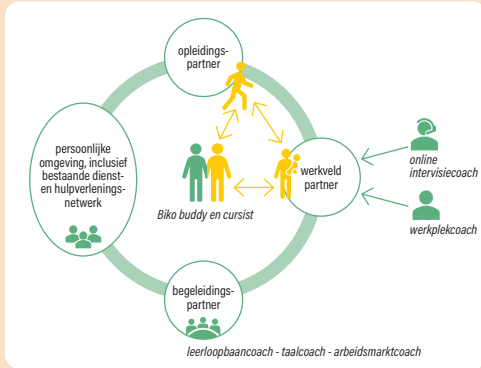 opleidings-
partner
persoonlijke
omgeving, inclusief
bestaande dienst-
en hulpverlenings-
netwerk
werkveld
partner
online
intervisiecoach
werkplekcoach
Biko buddy en cursist
begeleidings-
partner
leerloopbaancoach - taalcoach - arbeidsmarktcoach